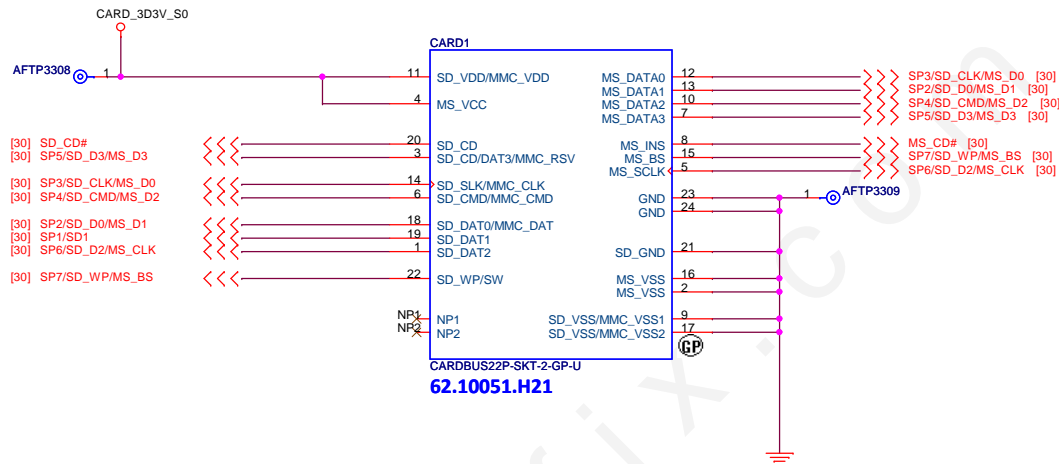 CARD_3D3V_S0
CARD1
AFTP3308 1
11 SD_VDD/MMC_VDD
4 MS_VCC
[30] SD_CD# 20 SD_CD
[30] SP5/SD_D3/MS_D3 3 SD_CD/DAT3/MMC_RSV
[30] SP3/SD_CLK/MS_D0 14 SD_SLK/MMC_CLK
[30] SP4/SD_CMD/MS_D2 6 SD_CMD/MMC_CMD
[30] SP2/SD_D0/MS_D1 18 SD_DAT0/MMC_DAT
[30] SP1/SD1 19 SD_DAT1
[30] SP6/SD_D2/MS_CLK 1 SD_DAT2
[30] SP7/SD_WP/MS_BS 22 SD_WP/SW
NP1 NP1
NP2 NP2
MS_DATA0 12 SP3/SD_CLK/MS_D0 [30]
MS_DATA1 13 SP2/SD_D0/MS_D1 [30]
MS_DATA2 10 SP4/SD_CMD/MS_D2 [30]
MS_DATA3 7 SP5/SD_D3/MS_D3 [30]
MS_INS 8 MS_CD# [30]
MS_BS 15 SP7/SD_WP/MS_BS [30]
MS_SCLK 5 SP6/SD_D2/MS_CLK [30]
GND 23 1 AFTP3309
GND 24
SD_GND 21
MS_VSS 16
MS_VSS 2
SD_VSS/MMC_VSS1 9
SD_VSS/MMC_VSS2 17
GP
CARDBUS22P-SKT-2-GP-U
62.10051.H21
fix.com